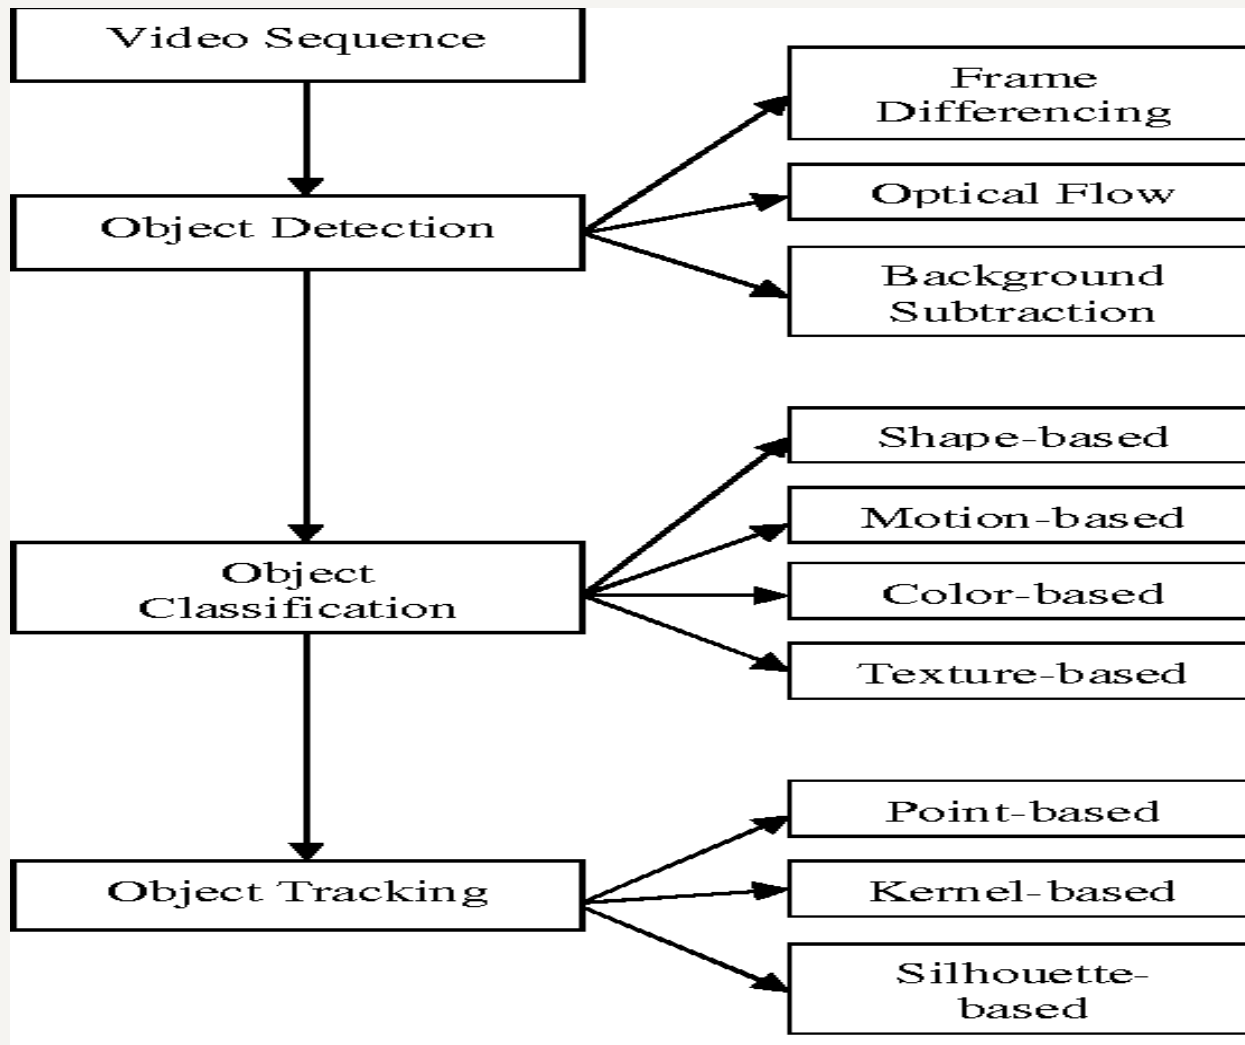 Video Sequence
Frame
Differencing
Optical Flow
Object Detection
Background
Subtraction
Shape-based
Motion-based
Object
Classification
Color-based
Texture-based
Point-based
Object Tracking
Kernel-based
Silhouette-
based